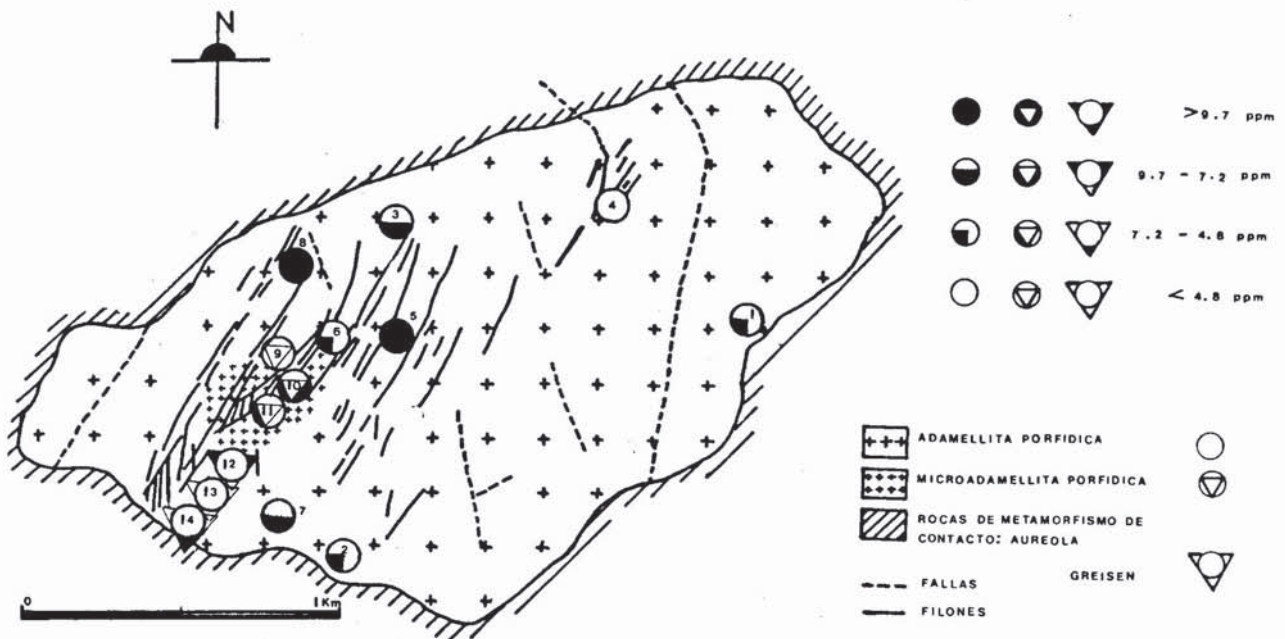 N
>9.7 ppm
9.7 - 7.2 ppm
7.2 - 4.8 ppm
< 4.8 ppm
3
4
8
1
5
6
9
10
11
12
13
7
14
2
ADAMELLITA PORFIDICA
MICROADAMELLITA PORFIDICA
ROCAS DE METAMORFISMO DE
CONTACTO: AUREOLA
FALLAS
GREISEN
FILONES
0
1 Km